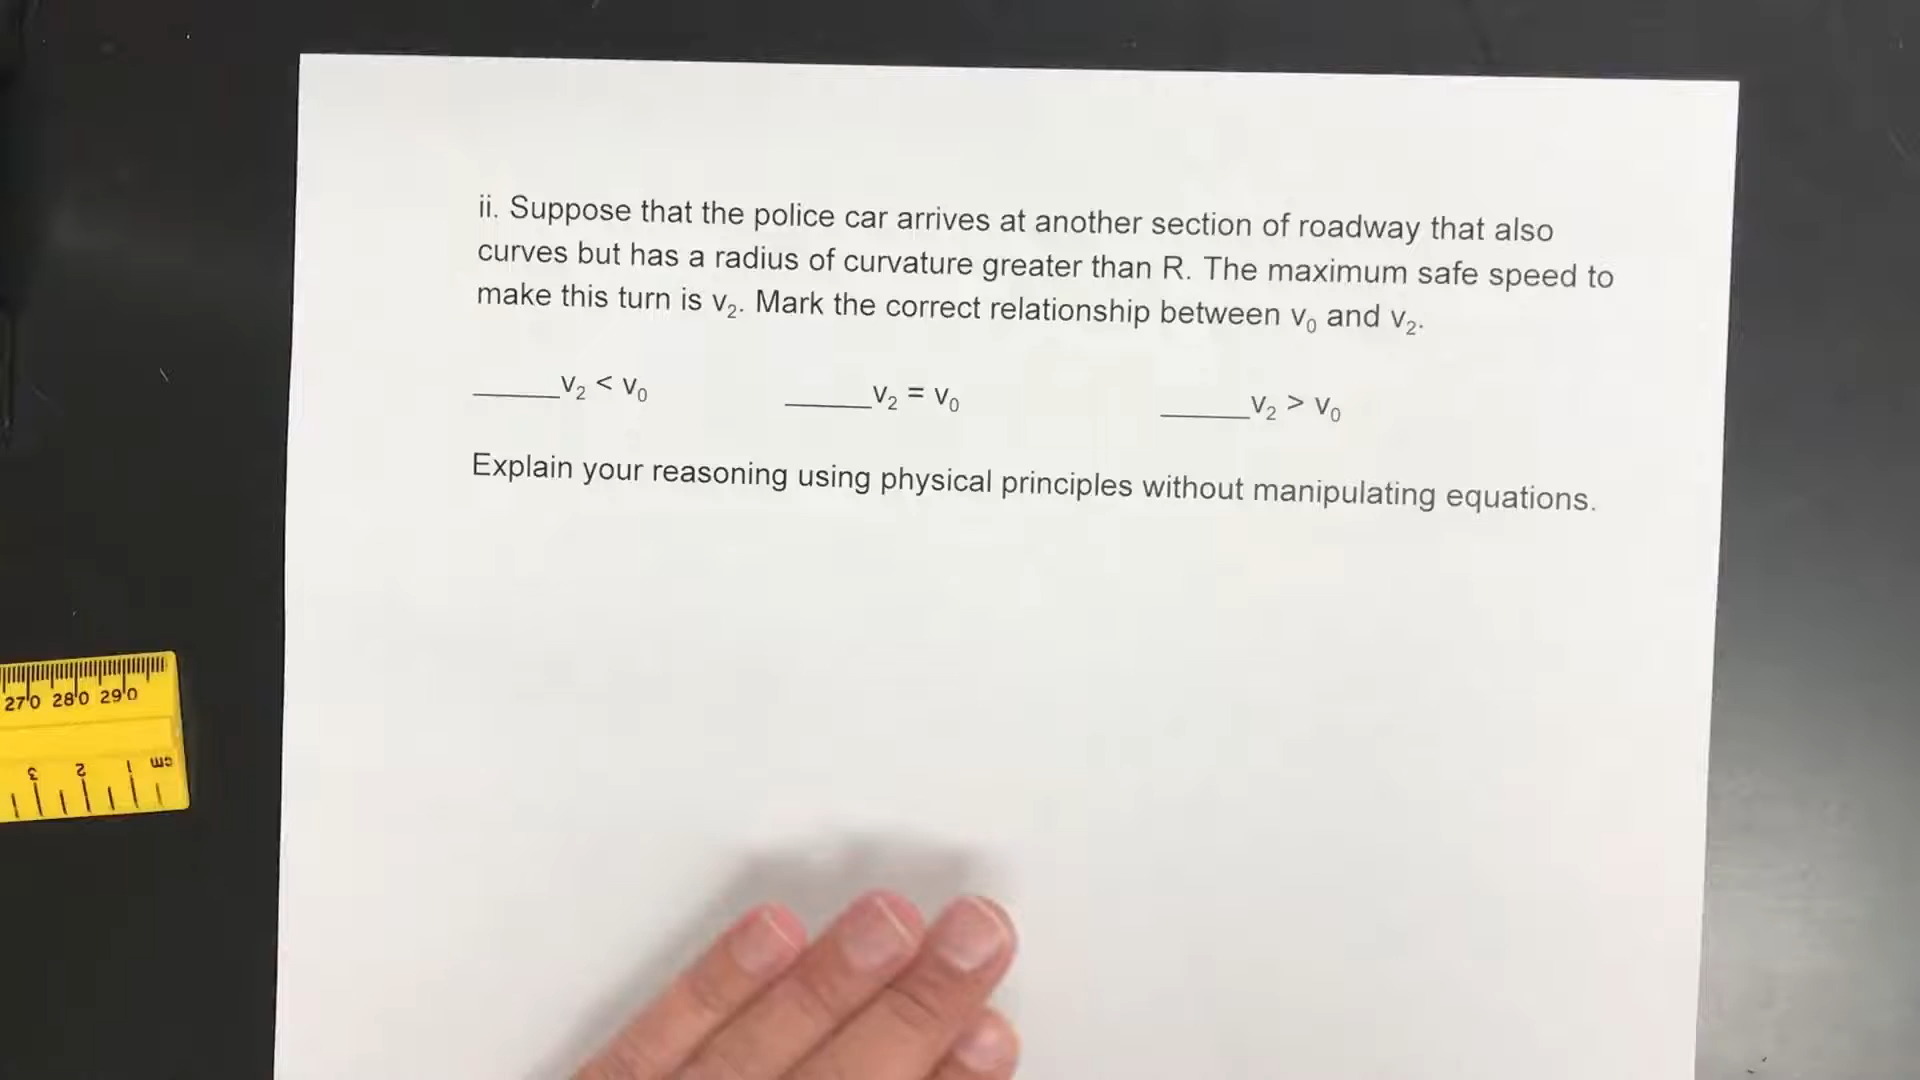 ii. Suppose that the police car arrives at another section of roadway that also
curves but has a radius of curvature greater than R. The maximum safe speed to
make this turn is v₂. Mark the correct relationship between v₀ and v₂.
_____v₂ < v₀ _____v₂ = v₀ _____v₂ > v₀
Explain your reasoning using physical principles without manipulating equations.
270 280 290
3 2 1 cm